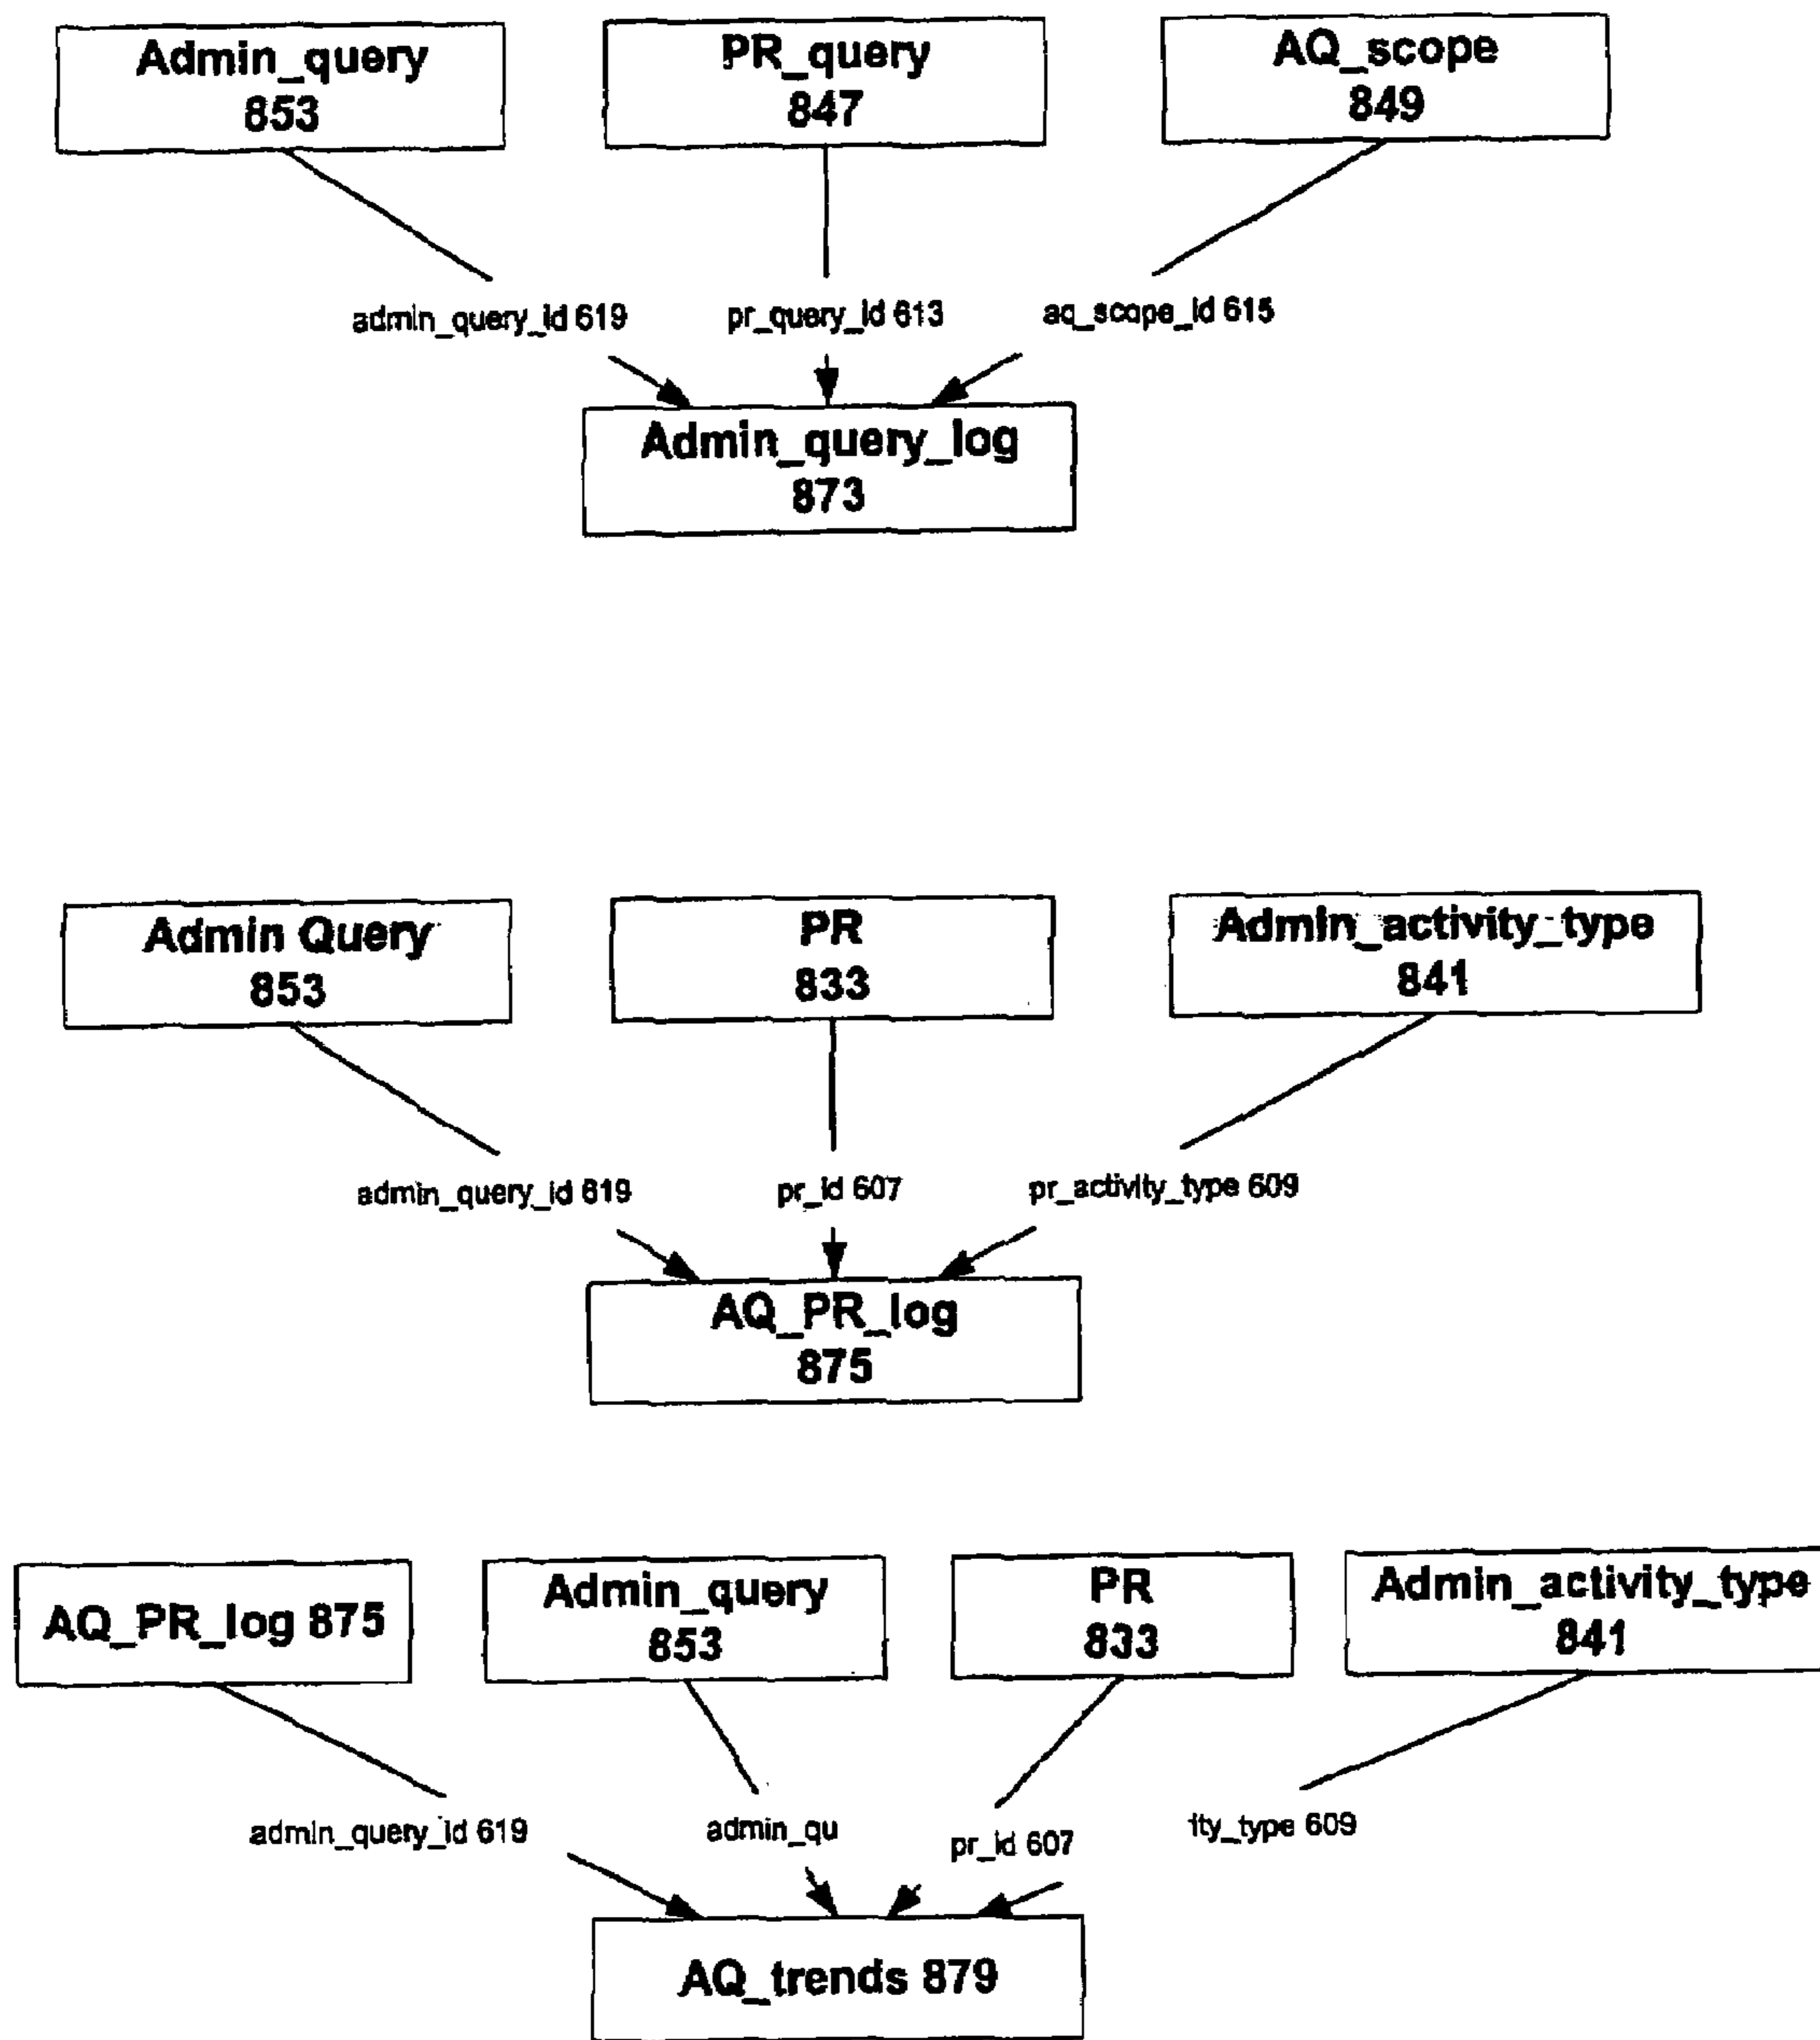 Admin_query
853
PR_query
847
AQ_scope
849
admin_query_id 619
pr_query_id 613
aq_scope_id 615
Admin_query_log
873
Admin Query
853
PR
833
Admin_activity_type
841
admin_query_id 619
pr_id 607
pr_activity_type 609
AQ_PR_log
875
AQ_PR_log 875
Admin_query
853
PR
833
Admin_activity_type
841
admin_query_id 619
admin_qu
pr_id 607
ity_type 609
AQ_trends 879